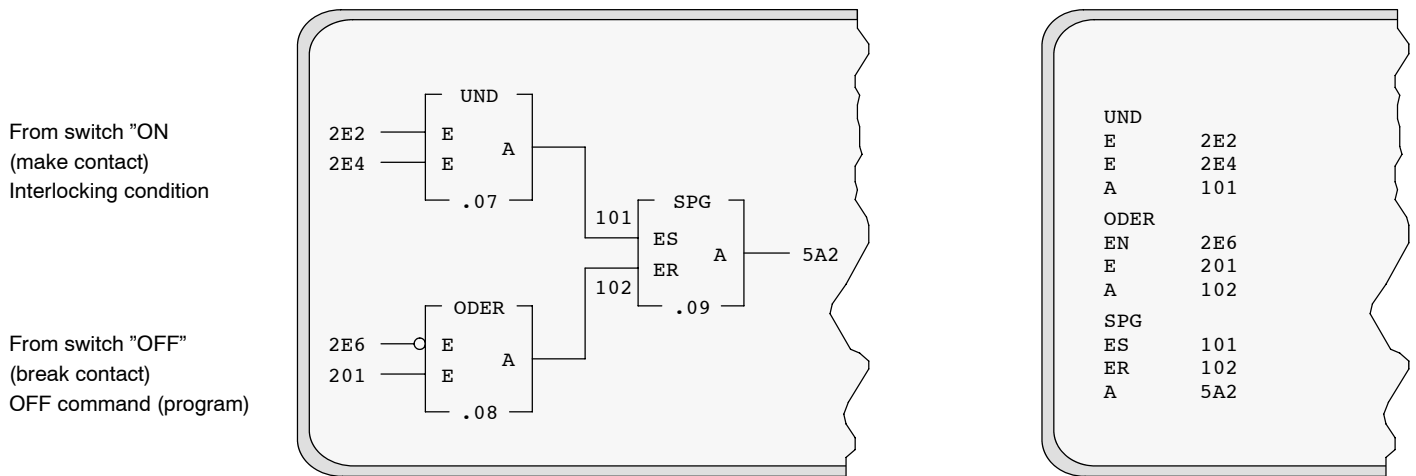 From switch ”ON
(make contact)
Interlocking condition
From switch ”OFF”
(break contact)
OFF command (program)
UND
2E2 E
2E4 E
A
.07
ODER
2E6 E
201 E
A
.08
101
102
SPG
ES
ER
A
.09
5A2
UND
E 2E2
E 2E4
A 101
ODER
EN 2E6
E 201
A 102
SPG
ES 101
ER 102
A 5A2